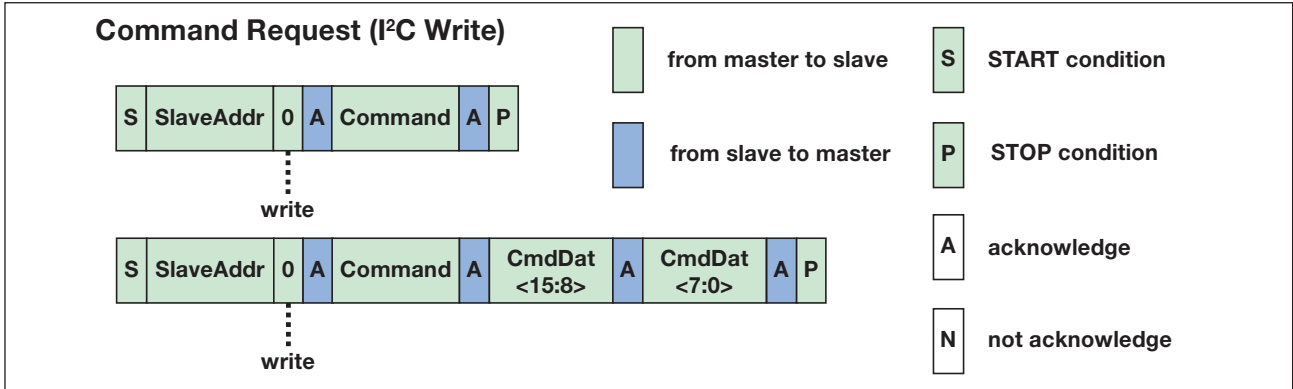 Command Request (I²C Write)
S SlaveAddr 0 A Command A P
write
S SlaveAddr 0 A Command A CmdDat <15:8> A CmdDat <7:0> A P
write
from master to slave
from slave to master
S START condition
P STOP condition
A acknowledge
N not acknowledge